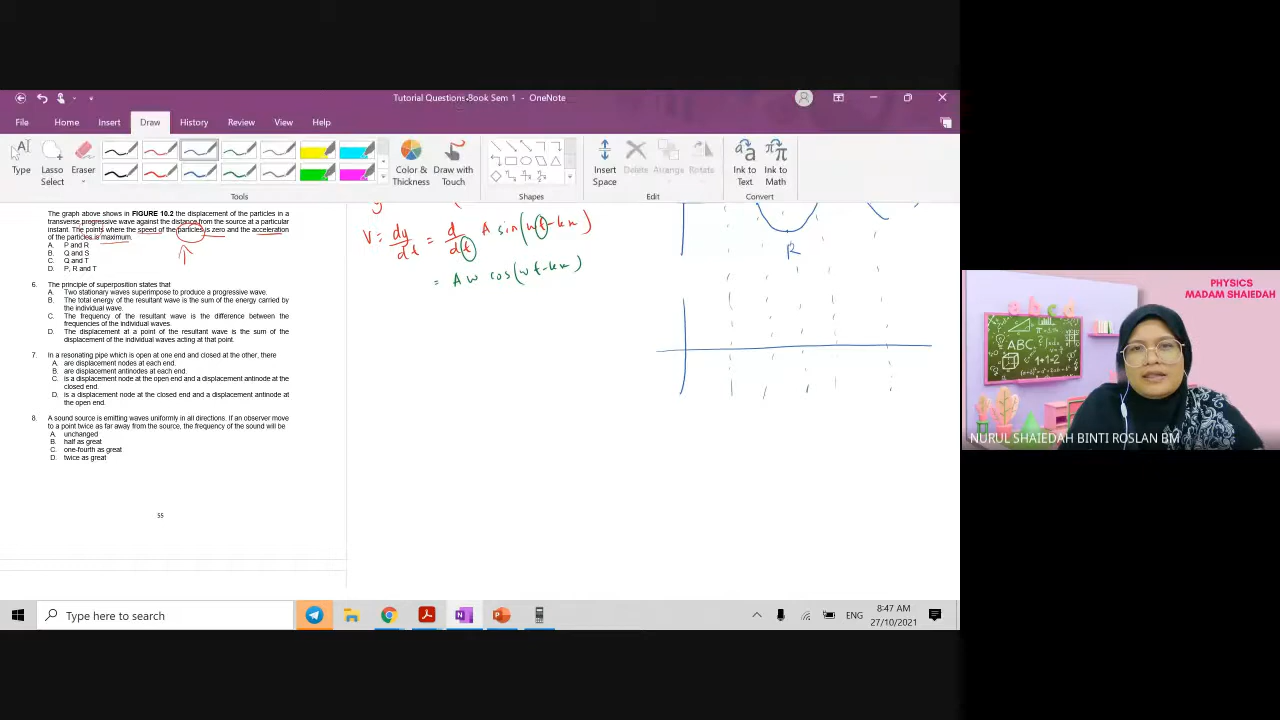 Tutorial Questions Book Sem 1 - OneNote
File Home Insert Draw History Review View Help
Type
Lasso Select
Eraser
Color & Thickness
Draw with Touch
Insert Space
Delete
Arrange
Rotate
Ink to Text
Ink to Math
Tools
Shapes
Edit
Convert
The graph above shows in FIGURE 10.2 the displacement of the particles in a
transverse progressive wave against the distance from the source at a particular
instant. The points where the speed of the particles is zero and the acceleration
of the particles is maximum.
A. P and R
B. Q and S
C. Q and T
D. P, R and T
6. The principle of superposition states that
A. Two stationary waves superimpose to produce a progressive wave.
B. The total energy of the resultant wave is the sum of the energy carried by
the individual wave.
C. The frequency of the resultant wave is the difference between the
frequencies of the individual waves.
D. The displacement at a point of the resultant wave is the sum of the
displacement of the individual waves acting at that point.
7. In a resonating pipe which is open at one end and closed at the other, there
A. are displacement nodes at each end.
B. are displacement antinodes at each end.
C. is a displacement node at the open end and a displacement antinode at the
closed end.
D. is a displacement node at the closed end and a displacement antinode at
the open end.
8. A sound source is emitting waves uniformly in all directions. If an observer move
to a point twice as far away from the source, the frequency of the sound will be
A. unchanged
B. half as great
C. one-fourth as great
D. twice as great
55
V = dy/dt = d/dt A sin(wt-kx)
= Aw cos(wt-kx)
R
PHYSICS
MADAM SHAIEDAH
a b c d
ABC
1+1=2
NURUL SHAIEDAH BINTI ROSLAN BM
Type here to search
ENG
8:47 AM
27/10/2021